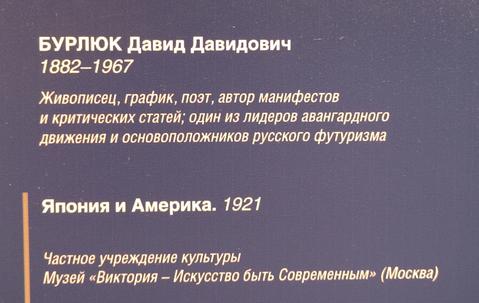 БУРЛЮК Давид Давидович
1882–1967
Живописец, график, поэт, автор манифестов
и критических статей; один из лидеров авангардного
движения и основоположников русского футуризма
Япония и Америка. 1921
Частное учреждение культуры
Музей «Виктория – Искусство быть Современным» (Москва)